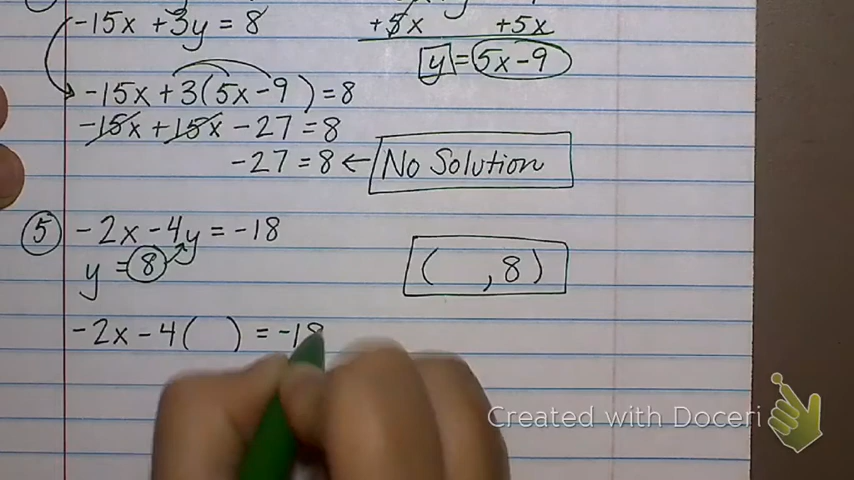 -15x + 3y = 8
+5x +5x
y = 5x - 9
-15x + 3(5x - 9) = 8
-15x + 15x - 27 = 8
-27 = 8 ← No Solution
5 -2x - 4y = -18
y = 8
( , 8)
-2x - 4( ) = -18
Created with Doceri